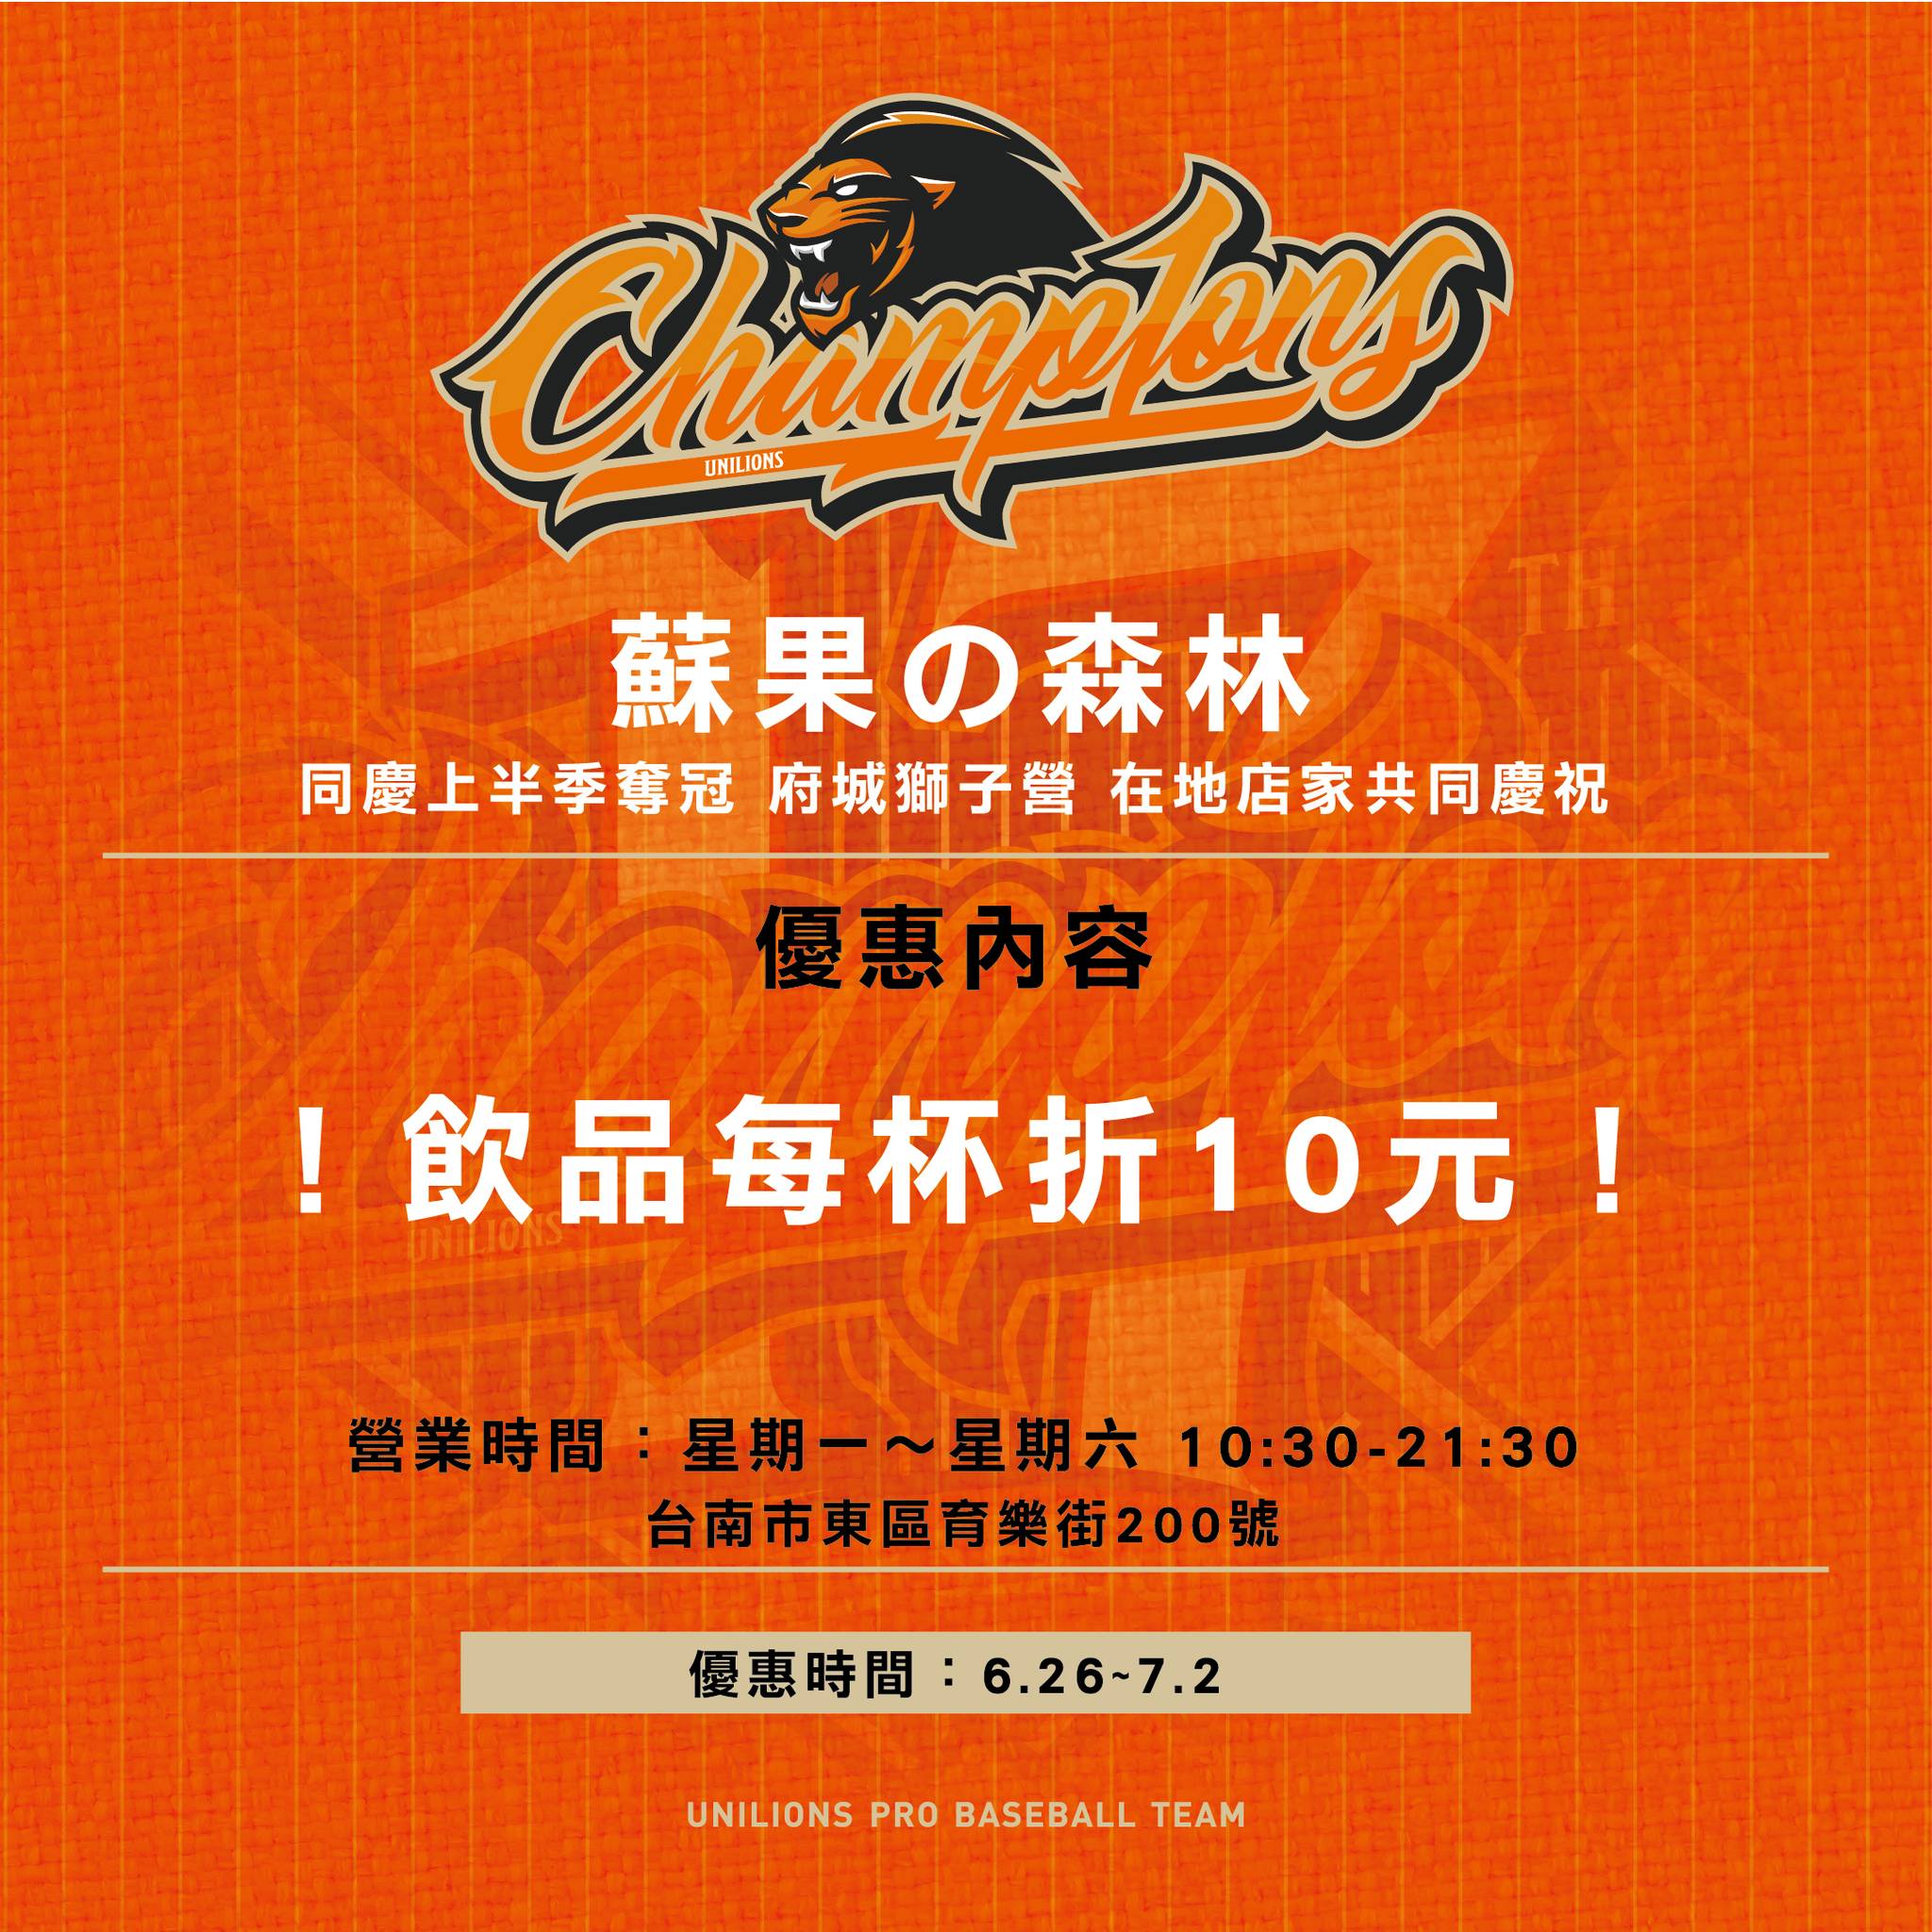 Champ1ons
UNILIONS
TH
蘇果の森林
同慶上半季奪冠 府城獅子營 在地店家共同慶祝
優惠內容
！飲品每杯折10元！
UNILIONS
營業時間：星期一～星期六 10:30-21:30
台南市東區育樂街200號
優惠時間：6.26~7.2
UNILIONS PRO BASEBALL TEAM